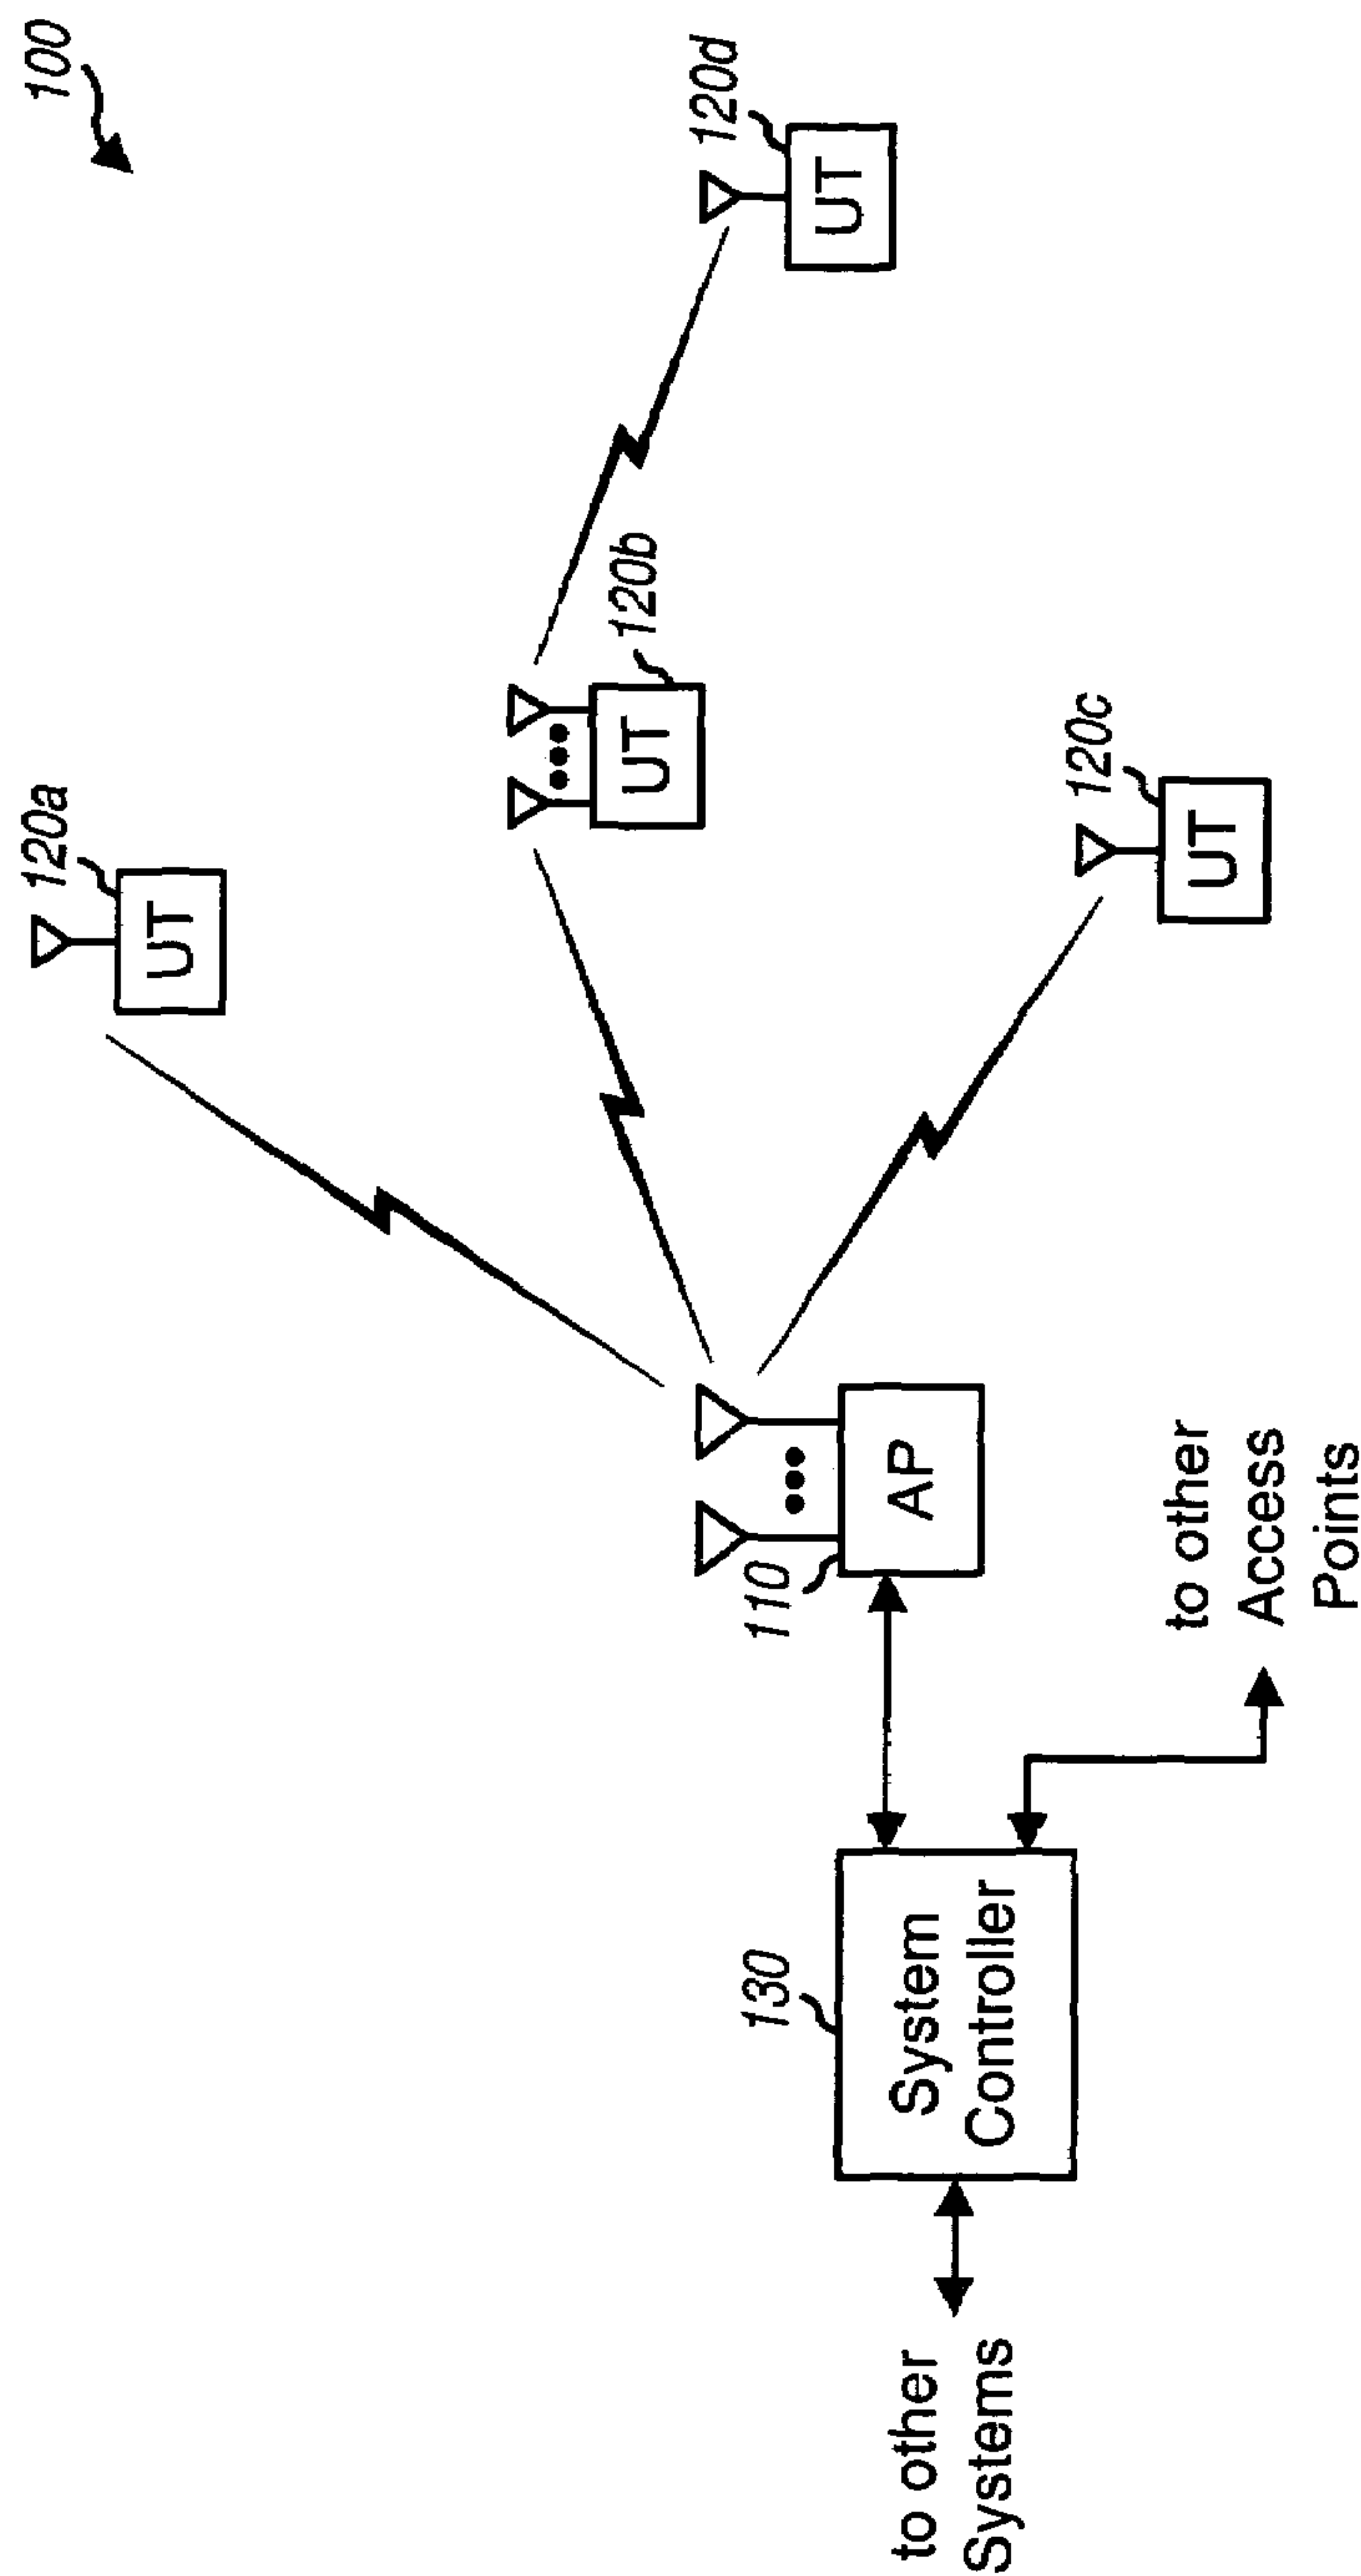 100
120a
UT
120b
UT
120d
UT
120c
UT
110
AP
130
System
Controller
to other
Systems
to other
Access
Points